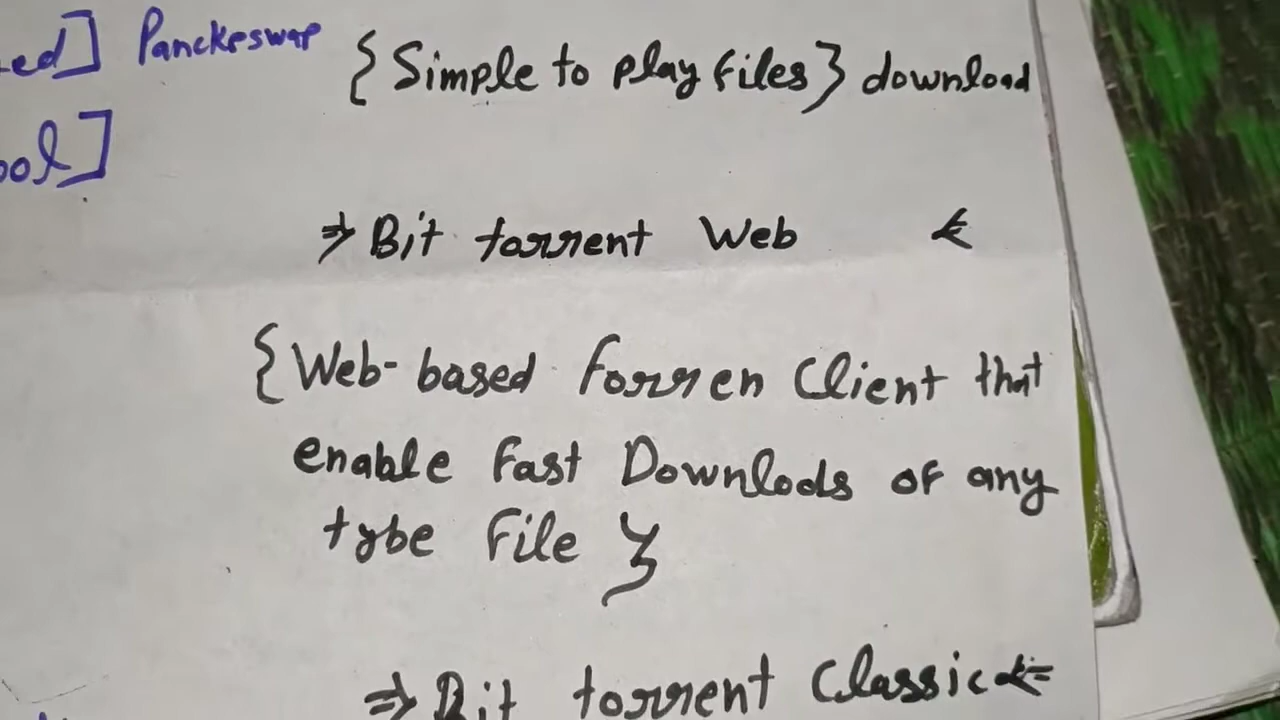 ed] Panckeswap
{Simple to play files} download
ool]
⇒ Bit torrent Web ⇐
{Web-based forren Client that
enable fast Downlods of any
tybe file }
⇒ Bit torrent Classic ⇐